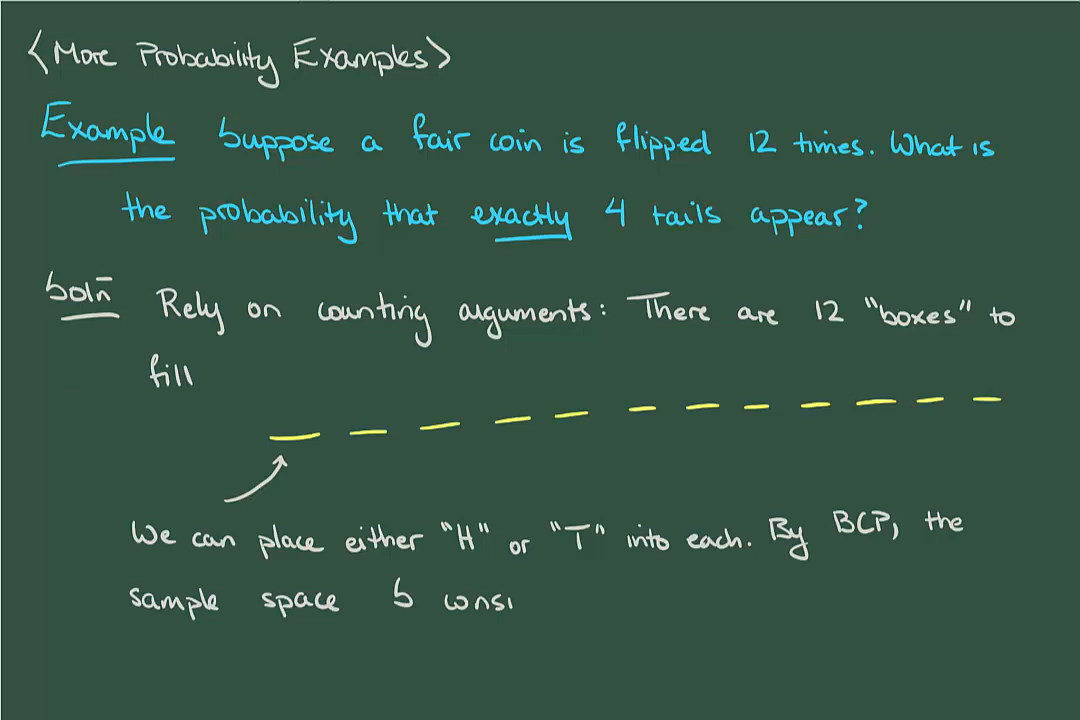 <More Probability Examples>
Example Suppose a fair coin is flipped 12 times. What is
the probability that exactly 4 tails appear?
Soln Rely on counting arguments: There are 12 "boxes" to
fill
We can place either "H" or "T" into each. By BCP, the
sample space S consi